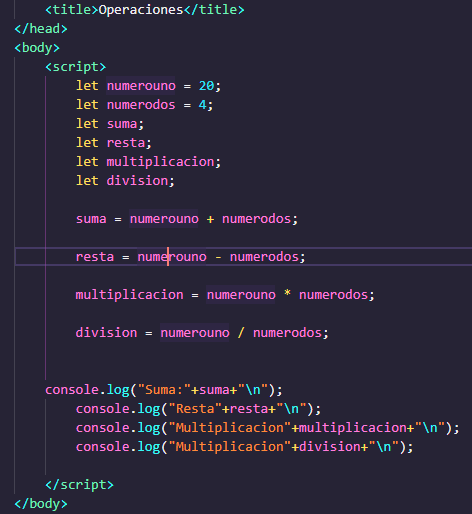 <title>Operaciones</title>
</head>
<body>
<script>
let numerouno = 20;
let numerodos = 4;
let suma;
let resta;
let multiplicacion;
let division;
suma = numerouno + numerodos;
resta = numerouno - numerodos;
multiplicacion = numerouno * numerodos;
division = numerouno / numerodos;
console.log("Suma:"+suma+"\n");
console.log("Resta"+resta+"\n");
console.log("Multiplicacion"+multiplicacion+"\n");
console.log("Multiplicacion"+division+"\n");
</script>
</body>